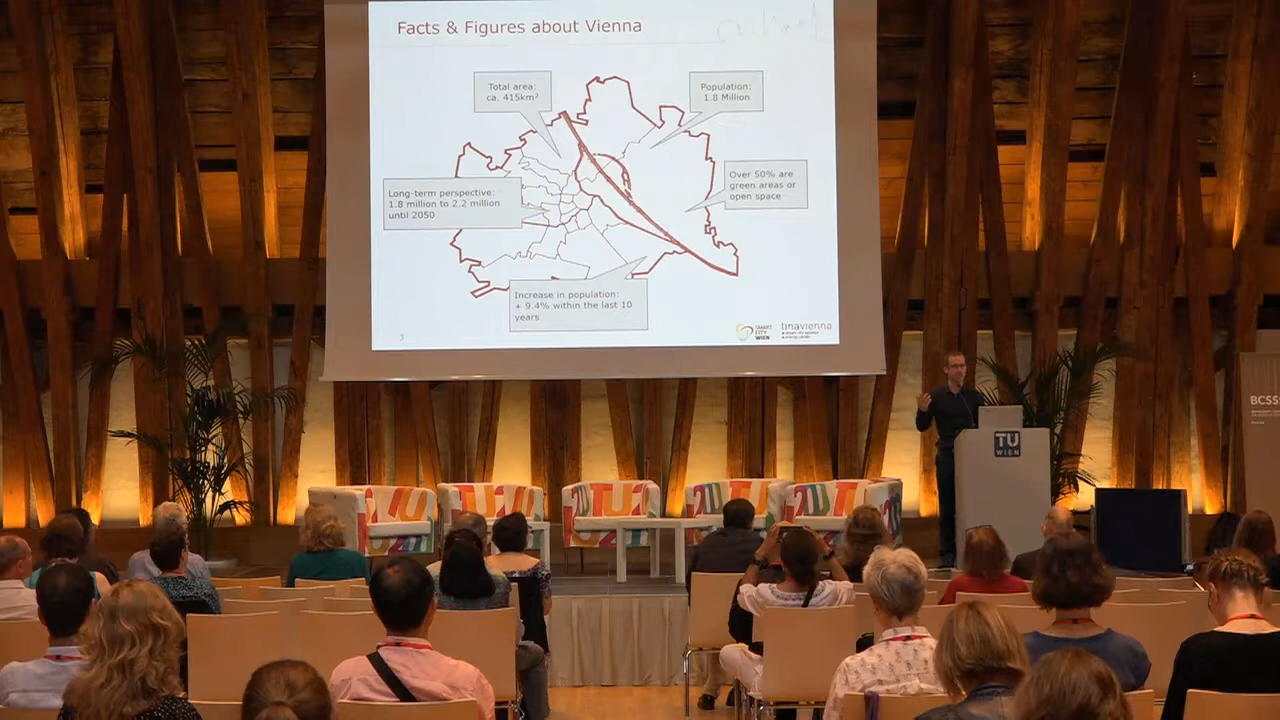 Facts & Figures about Vienna
Total area:
ca. 415km²
Population:
1.8 Million
Over 50% are
green areas or
open space
Long-term perspective:
1.8 million to 2.2 million
until 2050
Increase in population:
+ 9.4% within the last 10
years
3
SMART
CITY
WIEN
tinavienna
TU
WIEN
BCSSS